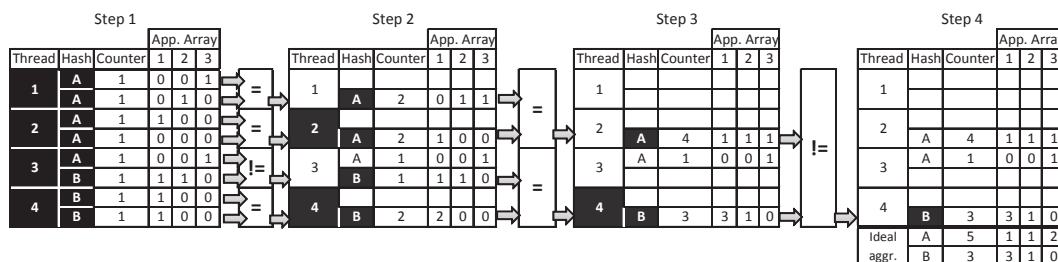 Step 1
App. Array
Thread Hash Counter 1 2 3
1 A 1 0 0 1
A 1 0 1 0
2 A 1 1 0 0
A 1 0 0 0
3 A 1 0 0 1
B 1 1 1 0
4 B 1 1 0 0
B 1 1 0 0
=
=
!=
=
Step 2
App. Array
Thread Hash Counter 1 2 3
1
A 2 0 1 1
2
A 2 1 0 0
3 A 1 0 0 1
B 1 1 1 0
4
B 2 2 0 0
=
=
Step 3
App. Array
Thread Hash Counter 1 2 3
1
2
A 4 1 1 1
3 A 1 0 0 1
4
B 3 3 1 0
!=
Step 4
App. Arra
Thread Hash Counter 1 2 3
1
2
A 4 1 1 1
3 A 1 0 0 1
4
B 3 3 1 0
Ideal A 5 1 1 2
aggr. B 3 3 1 0